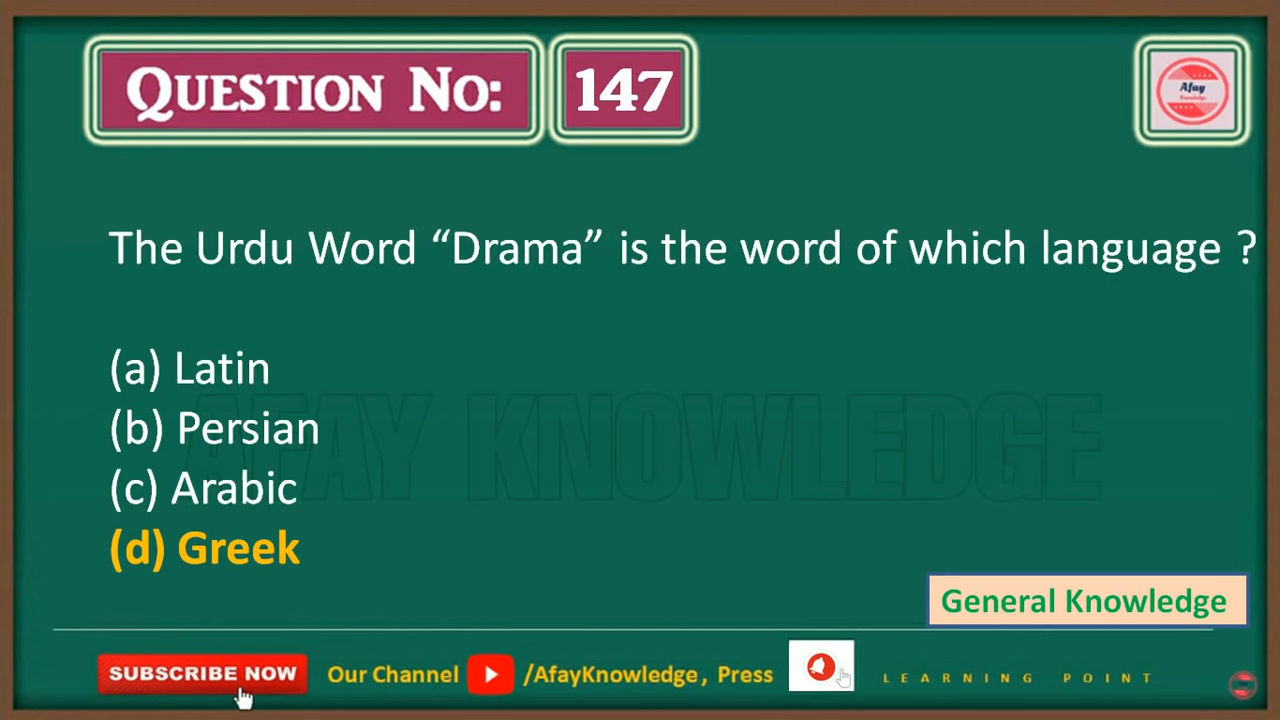 QUESTION NO: 147
Afay
Knowledge
The Urdu Word “Drama” is the word of which language ?
(a) Latin
(b) Persian
(c) Arabic
(d) Greek
AFAY KNOWLEDGE
General Knowledge
SUBSCRIBE NOW Our Channel /AfayKnowledge, Press LEARNING POINT